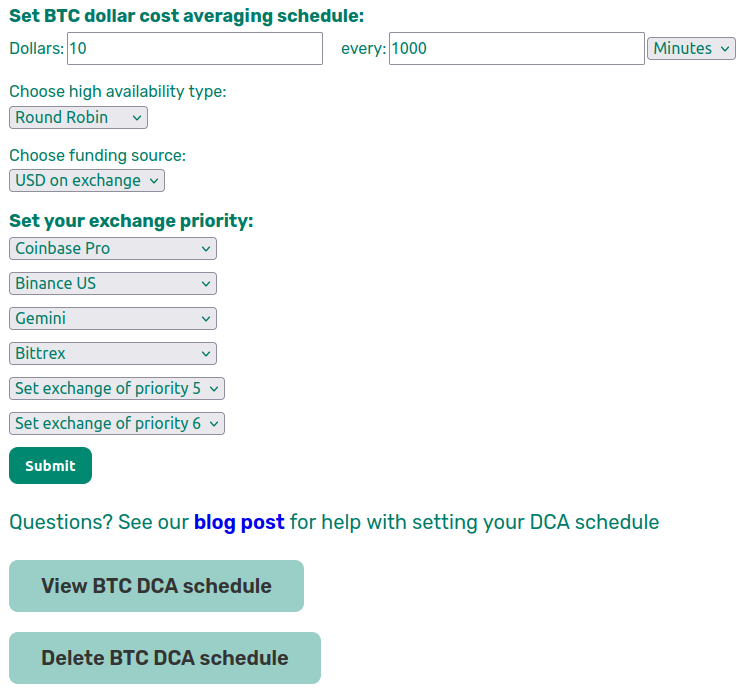 Set BTC dollar cost averaging schedule:
Dollars: 10 every: 1000 Minutes
Choose high availability type:
Round Robin
Choose funding source:
USD on exchange
Set your exchange priority:
Coinbase Pro
Binance US
Gemini
Bittrex
Set exchange of priority 5
Set exchange of priority 6
Submit
Questions? See our blog post for help with setting your DCA schedule
View BTC DCA schedule
Delete BTC DCA schedule